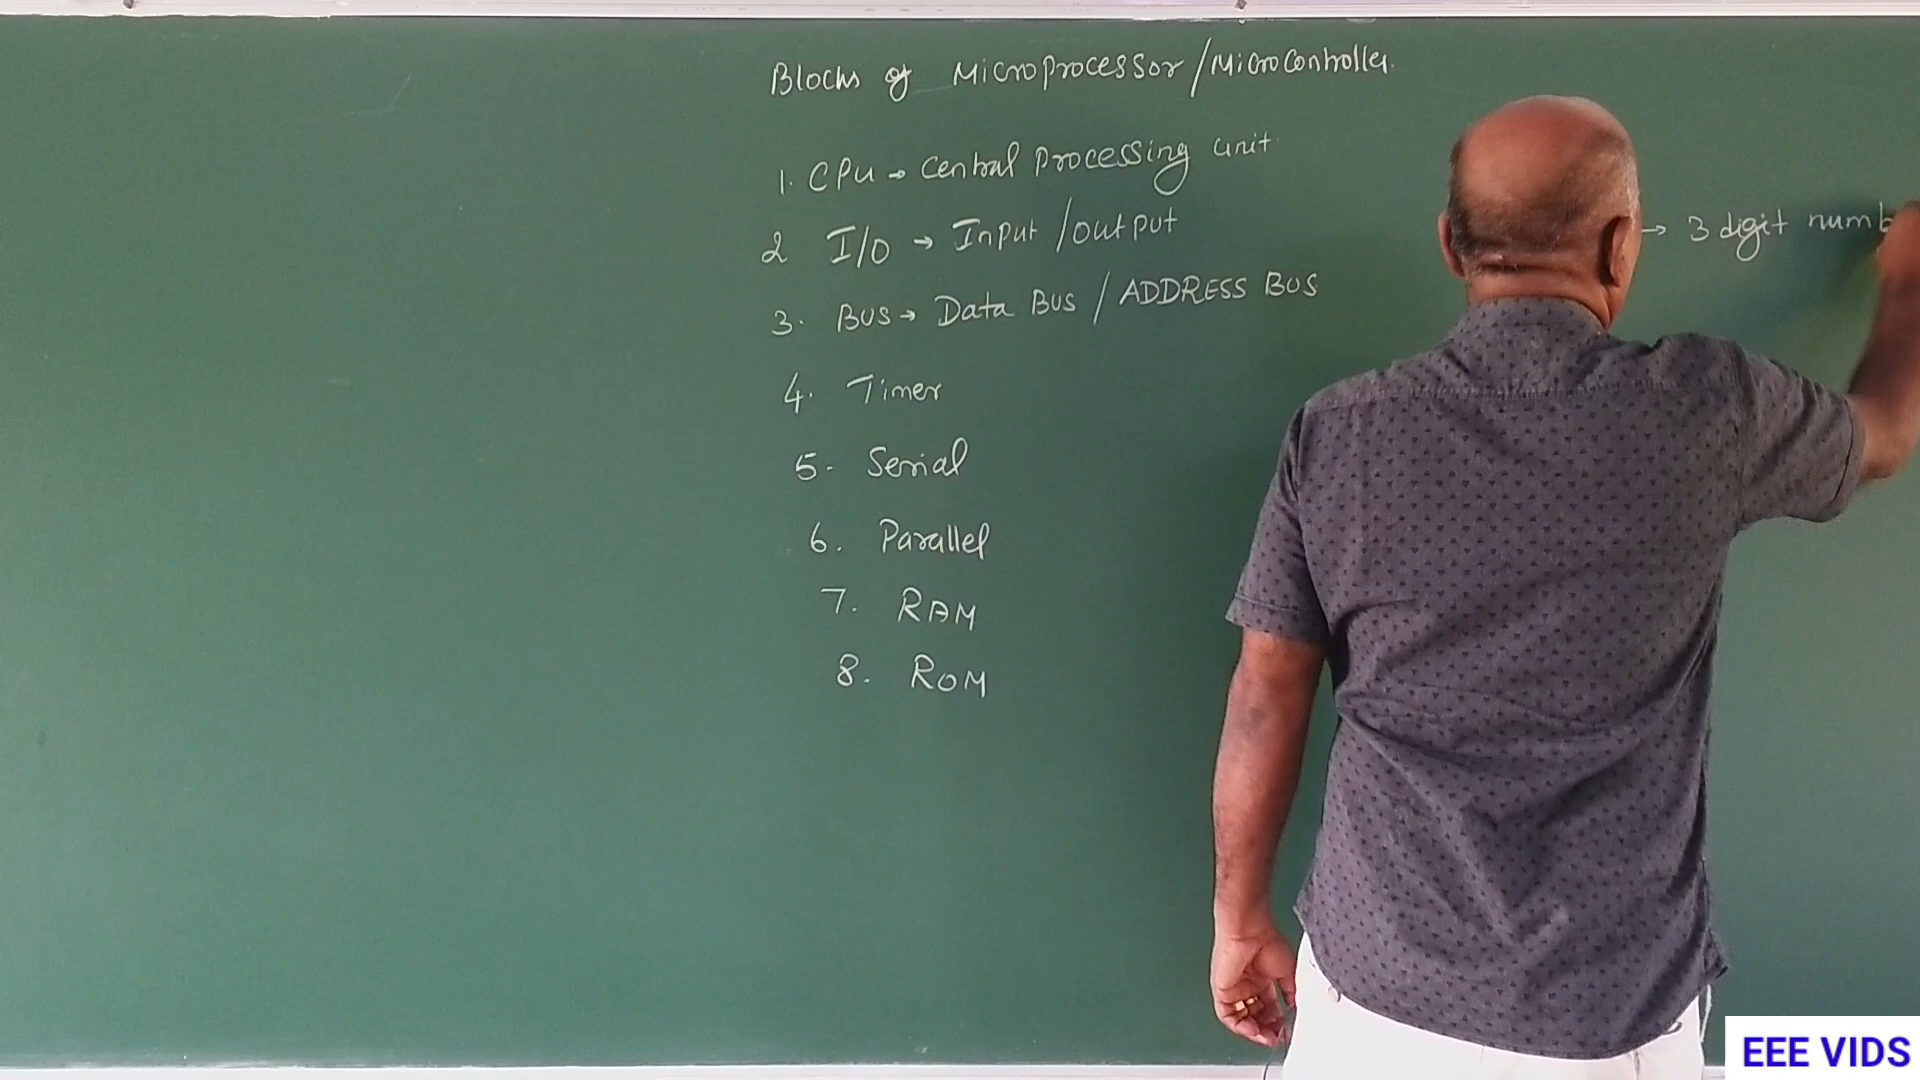 Blocks of Microprocessor/Microcontroller.
1. CPU → Central Processing unit
2 I/O → Input/output
→ 3 digit numb
3. BUS → Data Bus / ADDRESS BUS
4. Timer
5. Serial
6. Parallel
7. RAM
8. ROM
EEE VIDS